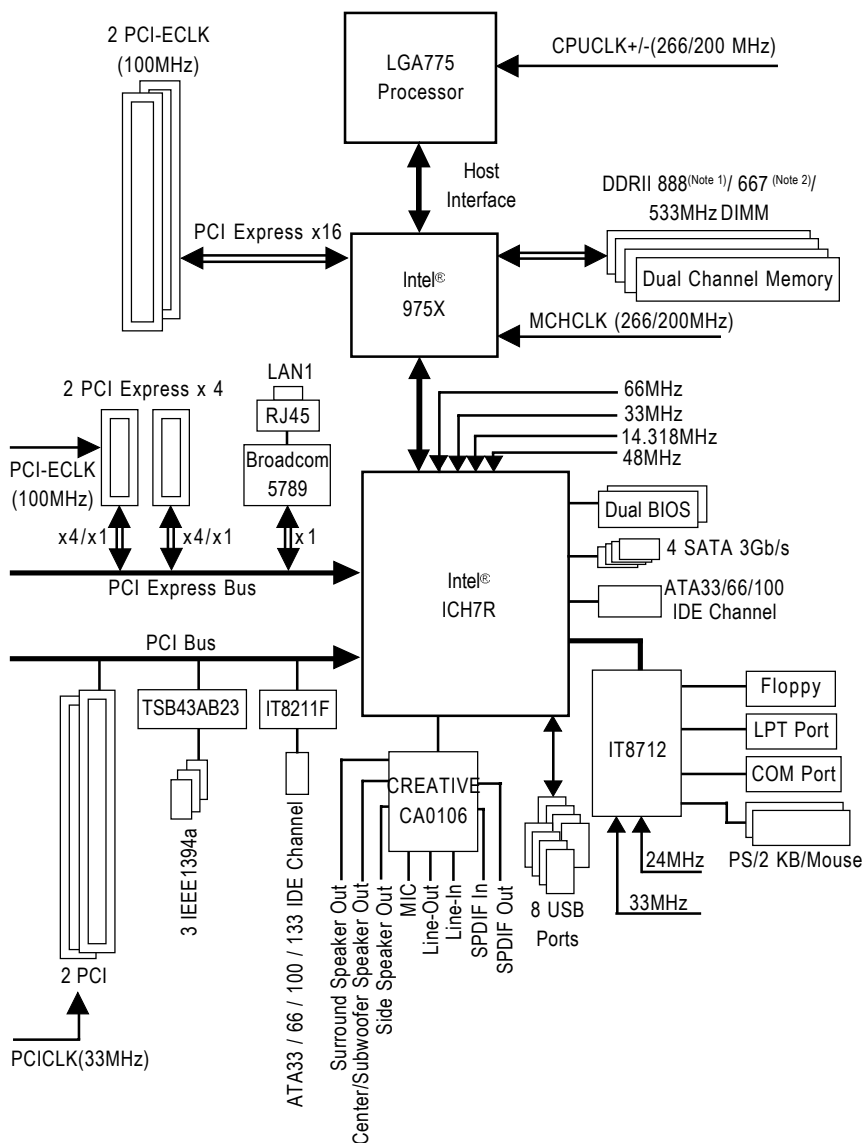 2 PCI-ECLK
(100MHz)
LGA775
Processor
CPUCLK+/-(266/200 MHz)
Host
Interface
DDRII 888(Note 1)/ 667 (Note 2)/
533MHz DIMM
Dual Channel Memory
PCI Express x16
Intel®
975X
MCHCLK (266/200MHz)
LAN1
RJ45
Broadcom
5789
2 PCI Express x 4
PCI-ECLK
(100MHz)
x4/x1
x4/x1
x1
66MHz
33MHz
14.318MHz
48MHz
PCI Express Bus
Intel®
ICH7R
Dual BIOS
4 SATA 3Gb/s
ATA33/66/100
IDE Channel
PCI Bus
TSB43AB23
IT8211F
3 IEEE1394a
ATA33 / 66 / 100 / 133 IDE Channel
2 PCI
PCICLK(33MHz)
CREATIVE
CA0106
Surround Speaker Out
Center/Subwoofer Speaker Out
Side Speaker Out
MIC
Line-Out
Line-In
SPDIF In
SPDIF Out
8 USB
Ports
IT8712
Floppy
LPT Port
COM Port
PS/2 KB/Mouse
24MHz
33MHz